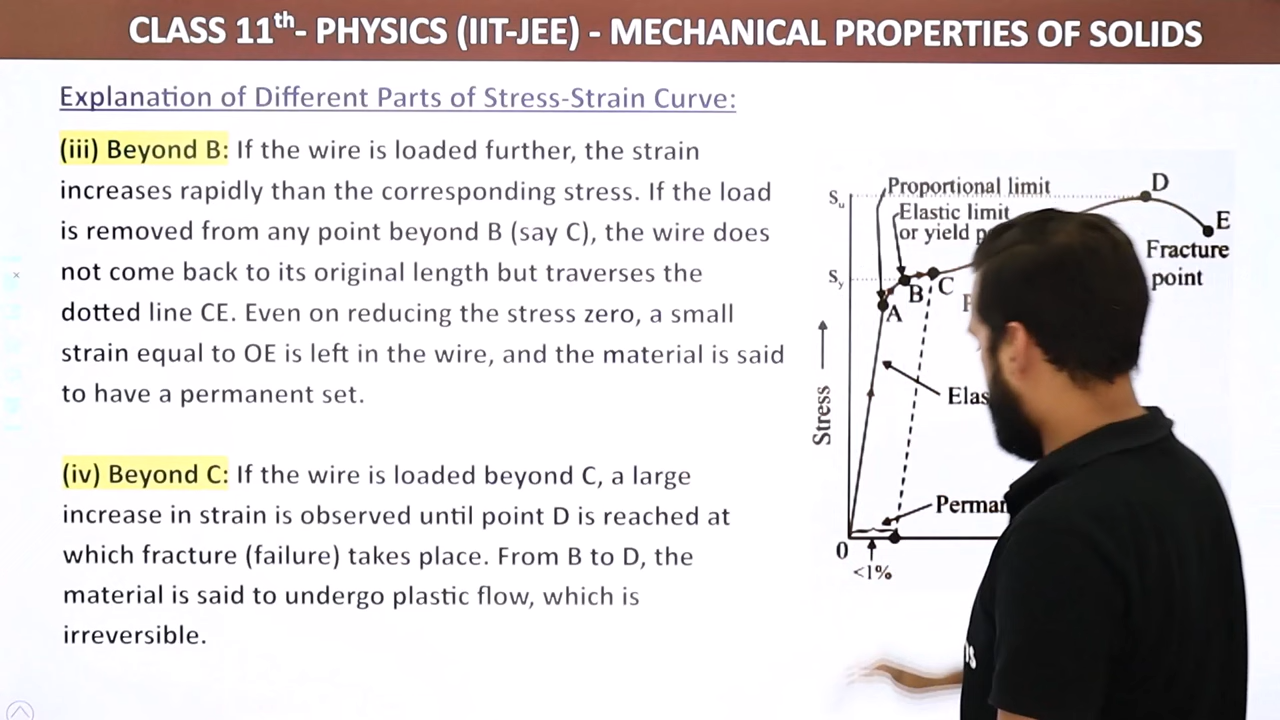 CLASS 11th- PHYSICS (IIT-JEE) - MECHANICAL PROPERTIES OF SOLIDS
Explanation of Different Parts of Stress-Strain Curve:
(iii) Beyond B: If the wire is loaded further, the strain
increases rapidly than the corresponding stress. If the load
is removed from any point beyond B (say C), the wire does
not come back to its original length but traverses the
dotted line CE. Even on reducing the stress zero, a small
strain equal to OE is left in the wire, and the material is said
to have a permanent set.
(iv) Beyond C: If the wire is loaded beyond C, a large
increase in strain is observed until point D is reached at
which fracture (failure) takes place. From B to D, the
material is said to undergo plastic flow, which is
irreversible.
Proportional limit
D
Su
Elastic limit
or yield
E
Fracture
point
Sy
B
C
A
Stress
Elas
Perman
0
<1%